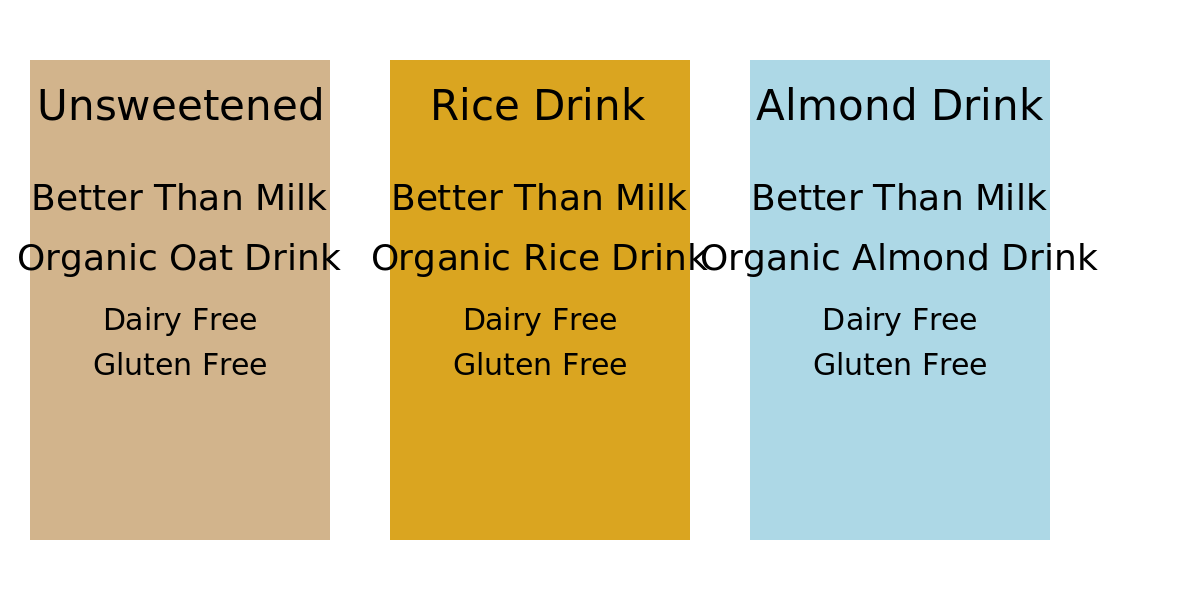 Unsweetened
Better Than Milk
Organic Oat Drink
Dairy Free
Gluten Free
Rice Drink
Better Than Milk
Organic Rice Drink
Dairy Free
Gluten Free
Almond Drink
Better Than Milk
Organic Almond Drink
Dairy Free
Gluten Free